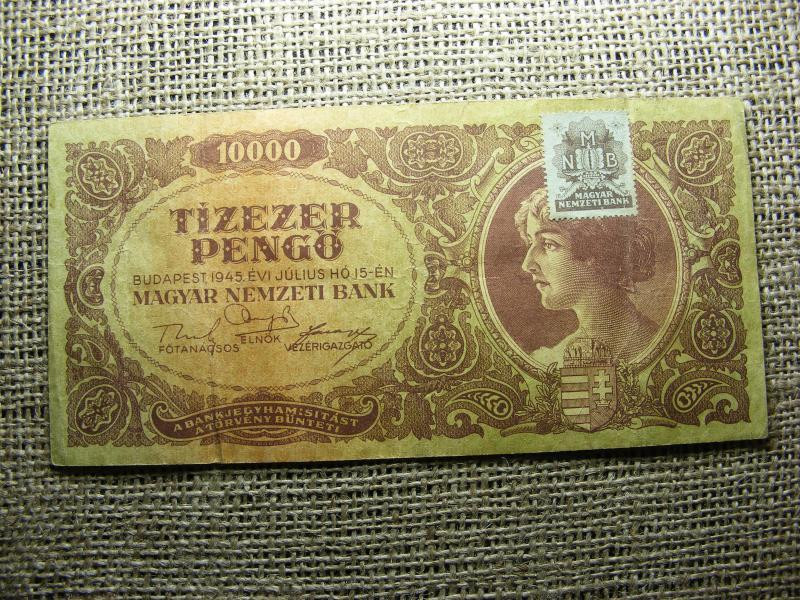 10000
TÍZEZER
PENGŐ
BUDAPEST, 1945. ÉVI JÚLIUS HÓ 15-ÉN
MAGYAR NEMZETI BANK
FŐTANÁCSOS
ELNÖK
VEZÉRIGAZGATÓ
A BANKJEGYHAMISÍTÁST
A TÖRVÉNY BÜNTETI
M
N B
MAGYAR
NEMZETI BANK